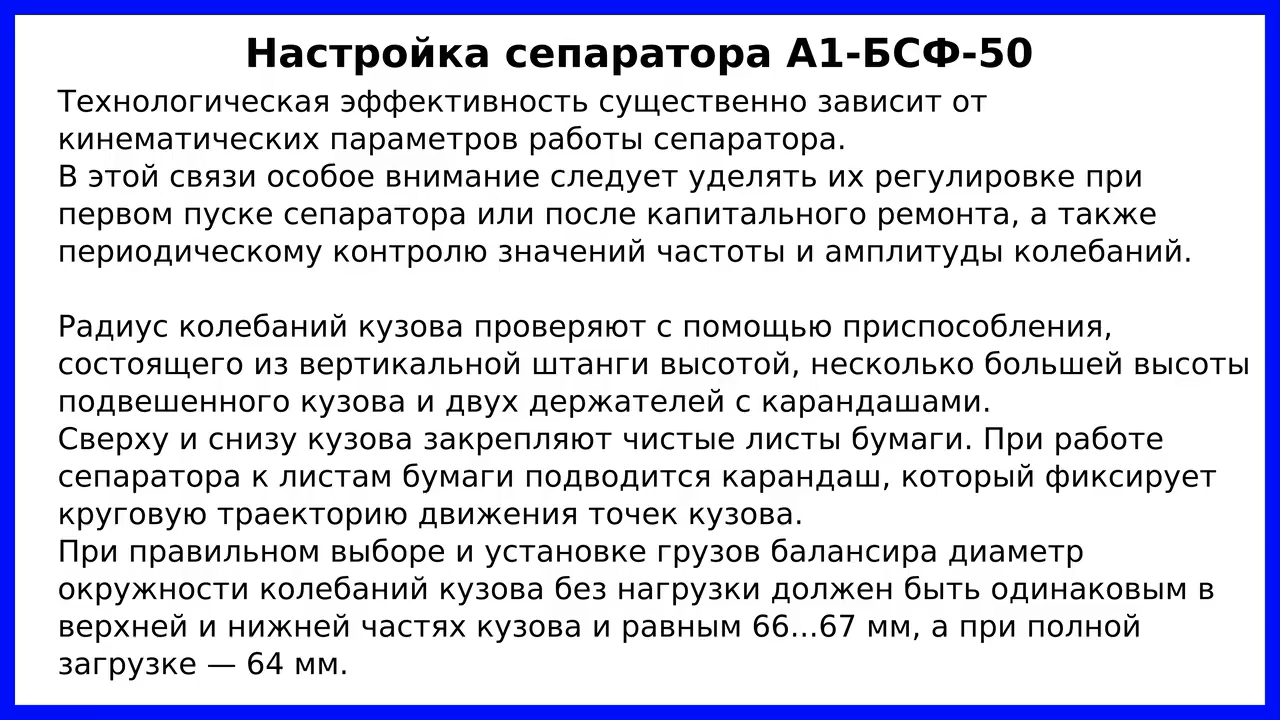 Настройка сепаратора А1-БСФ-50
Технологическая эффективность существенно зависит от
кинематических параметров работы сепаратора.
В этой связи особое внимание следует уделять их регулировке при
первом пуске сепаратора или после капитального ремонта, а также
периодическому контролю значений частоты и амплитуды колебаний.
Радиус колебаний кузова проверяют с помощью приспособления,
состоящего из вертикальной штанги высотой, несколько большей высоты
подвешенного кузова и двух держателей с карандашами.
Сверху и снизу кузова закрепляют чистые листы бумаги. При работе
сепаратора к листам бумаги подводится карандаш, который фиксирует
круговую траекторию движения точек кузова.
При правильном выборе и установке грузов балансира диаметр
окружности колебаний кузова без нагрузки должен быть одинаковым в
верхней и нижней частях кузова и равным 66...67 мм, а при полной
загрузке — 64 мм.